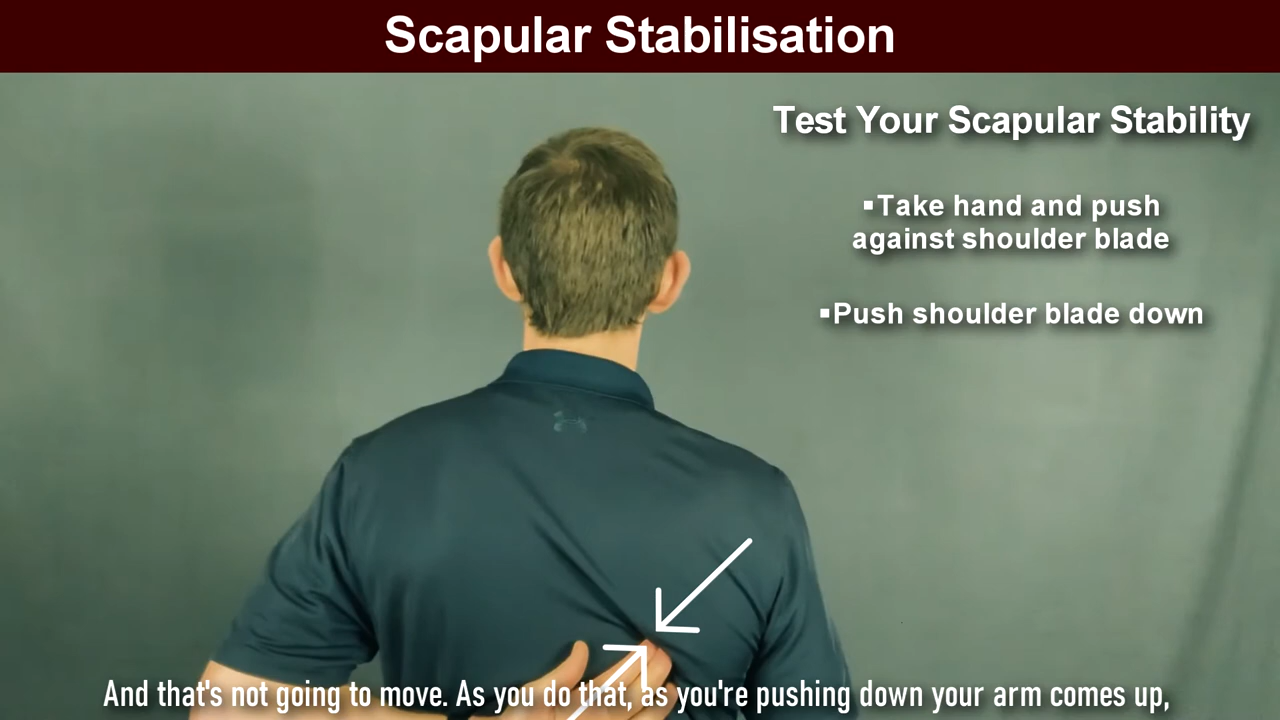 Scapular Stabilisation
Test Your Scapular Stability
▪Take hand and push
against shoulder blade
▪Push shoulder blade down
And that's not going to move. As you do that, as you're pushing down your arm comes up,